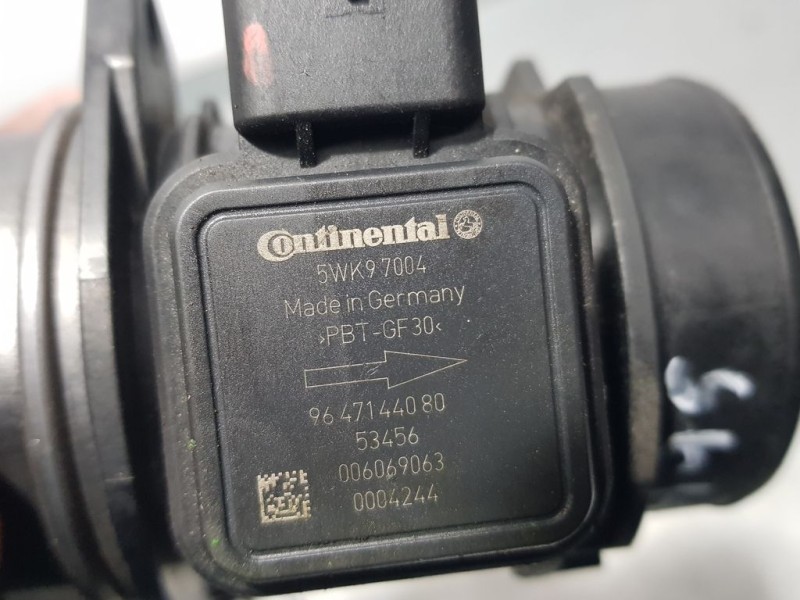 Continental
5WK9 7004
Made in Germany
>PBT-GF30<
96 471 440 80
53456
006069063
0004244